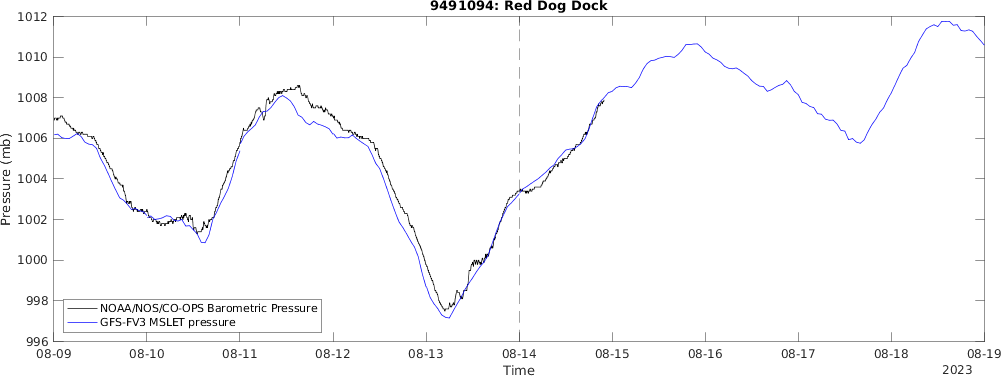 9491094: Red Dog Dock
1012
1010
1008
1006
1004
1002
1000
998
996
Pressure (mb)
NOAA/NOS/CO-OPS Barometric Pressure
GFS-FV3 MSLET pressure
08-09 08-10 08-11 08-12 08-13 08-14 08-15 08-16 08-17 08-18 08-19
Time
2023